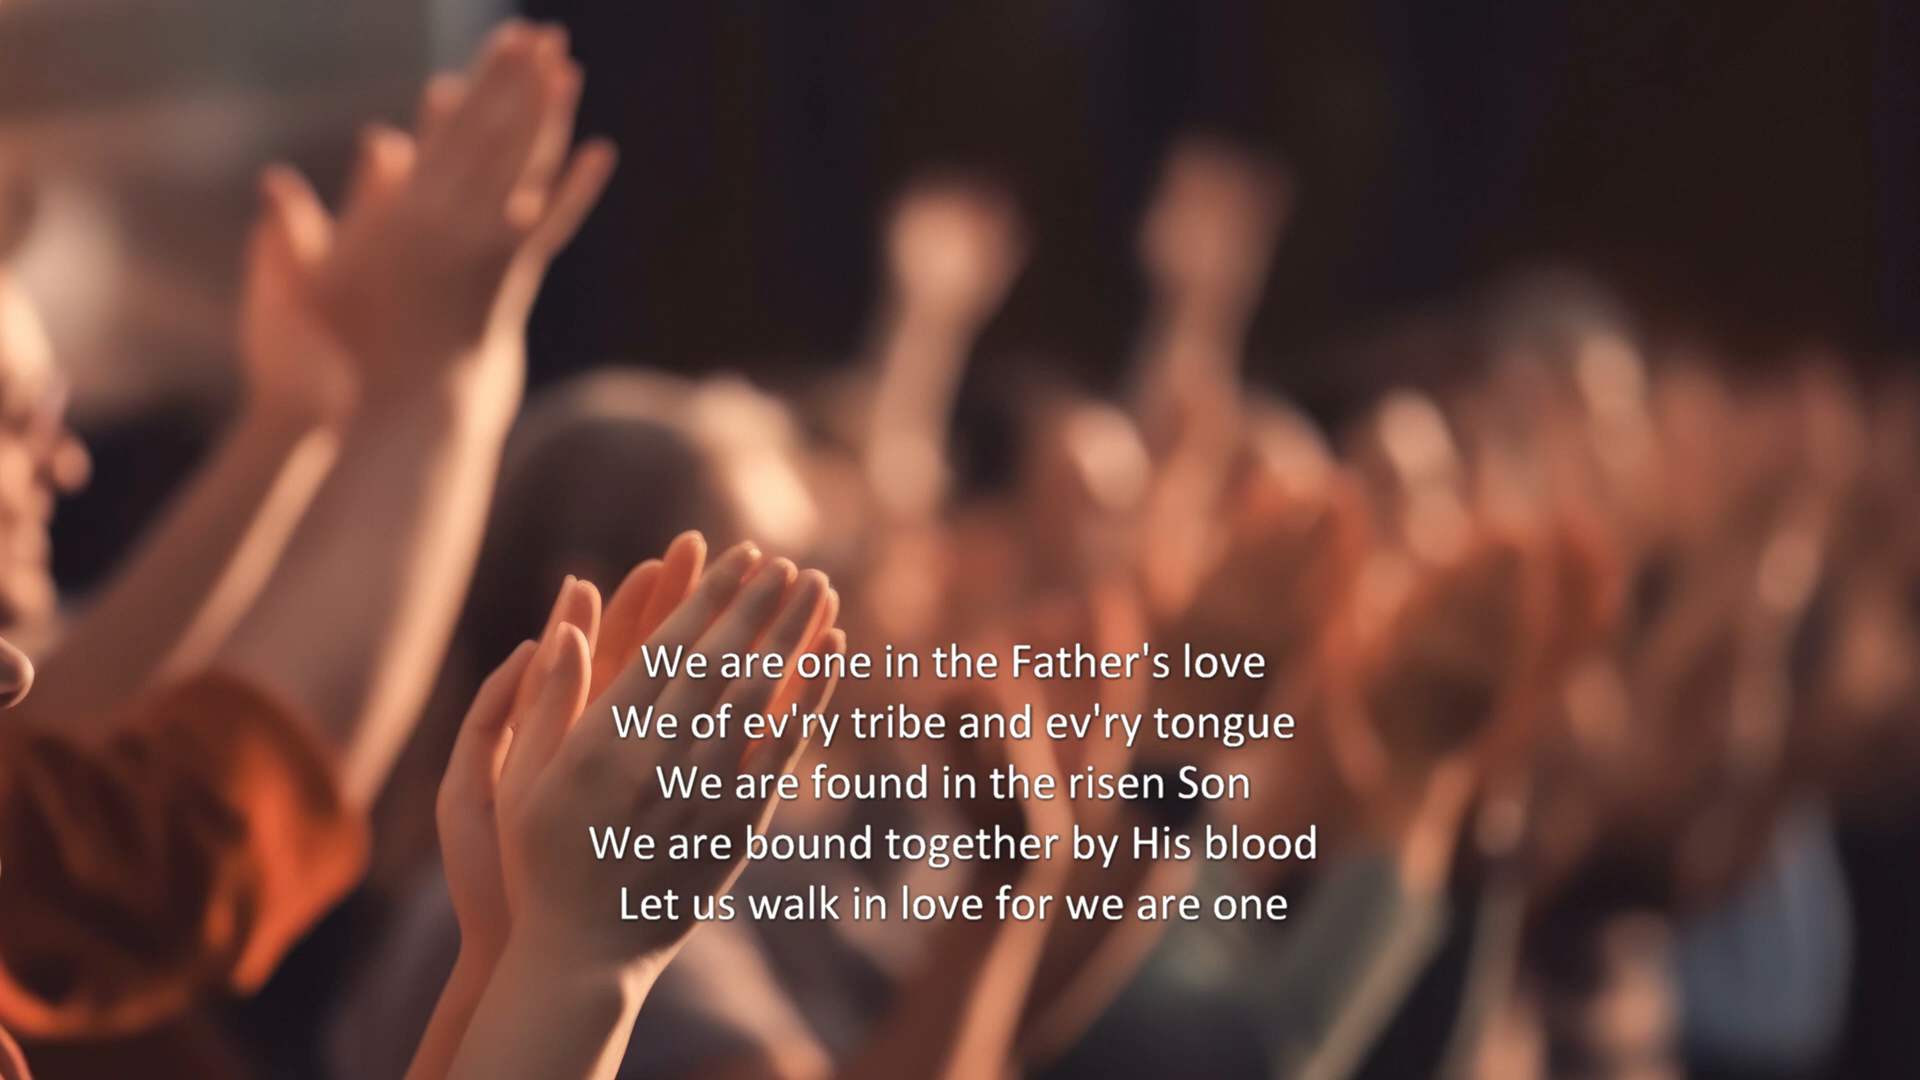 We are one in the Father's love
We of ev'ry tribe and ev'ry tongue
We are found in the risen Son
We are bound together by His blood
Let us walk in love for we are one